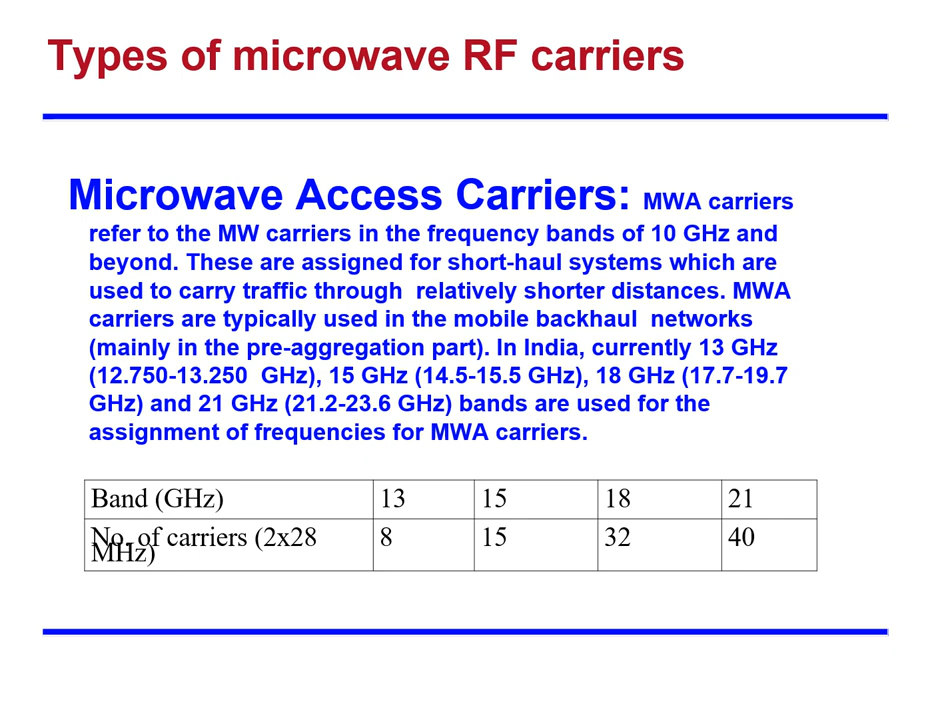 Types of microwave RF carriers
Microwave Access Carriers: MWA carriers
refer to the MW carriers in the frequency bands of 10 GHz and
beyond. These are assigned for short-haul systems which are
used to carry traffic through relatively shorter distances. MWA
carriers are typically used in the mobile backhaul networks
(mainly in the pre-aggregation part). In India, currently 13 GHz
(12.750-13.250 GHz), 15 GHz (14.5-15.5 GHz), 18 GHz (17.7-19.7
GHz) and 21 GHz (21.2-23.6 GHz) bands are used for the
assignment of frequencies for MWA carriers.
Band (GHz) 13 15 18 21
No. of carriers (2x28 8 15 32 40
MHz)